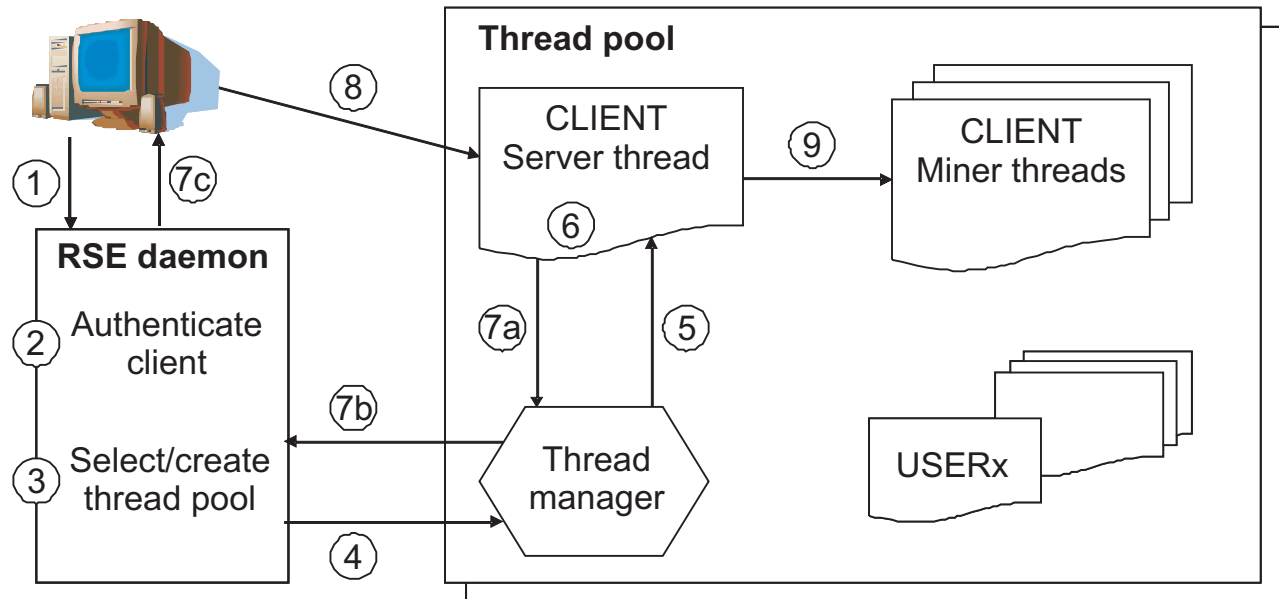 Thread pool
8
CLIENT
Server thread
9
CLIENT
Miner threads
1
7c
6
RSE daemon
2
Authenticate
client
7a
5
7b
3
Select/create
thread pool
Thread
manager
USERx
4